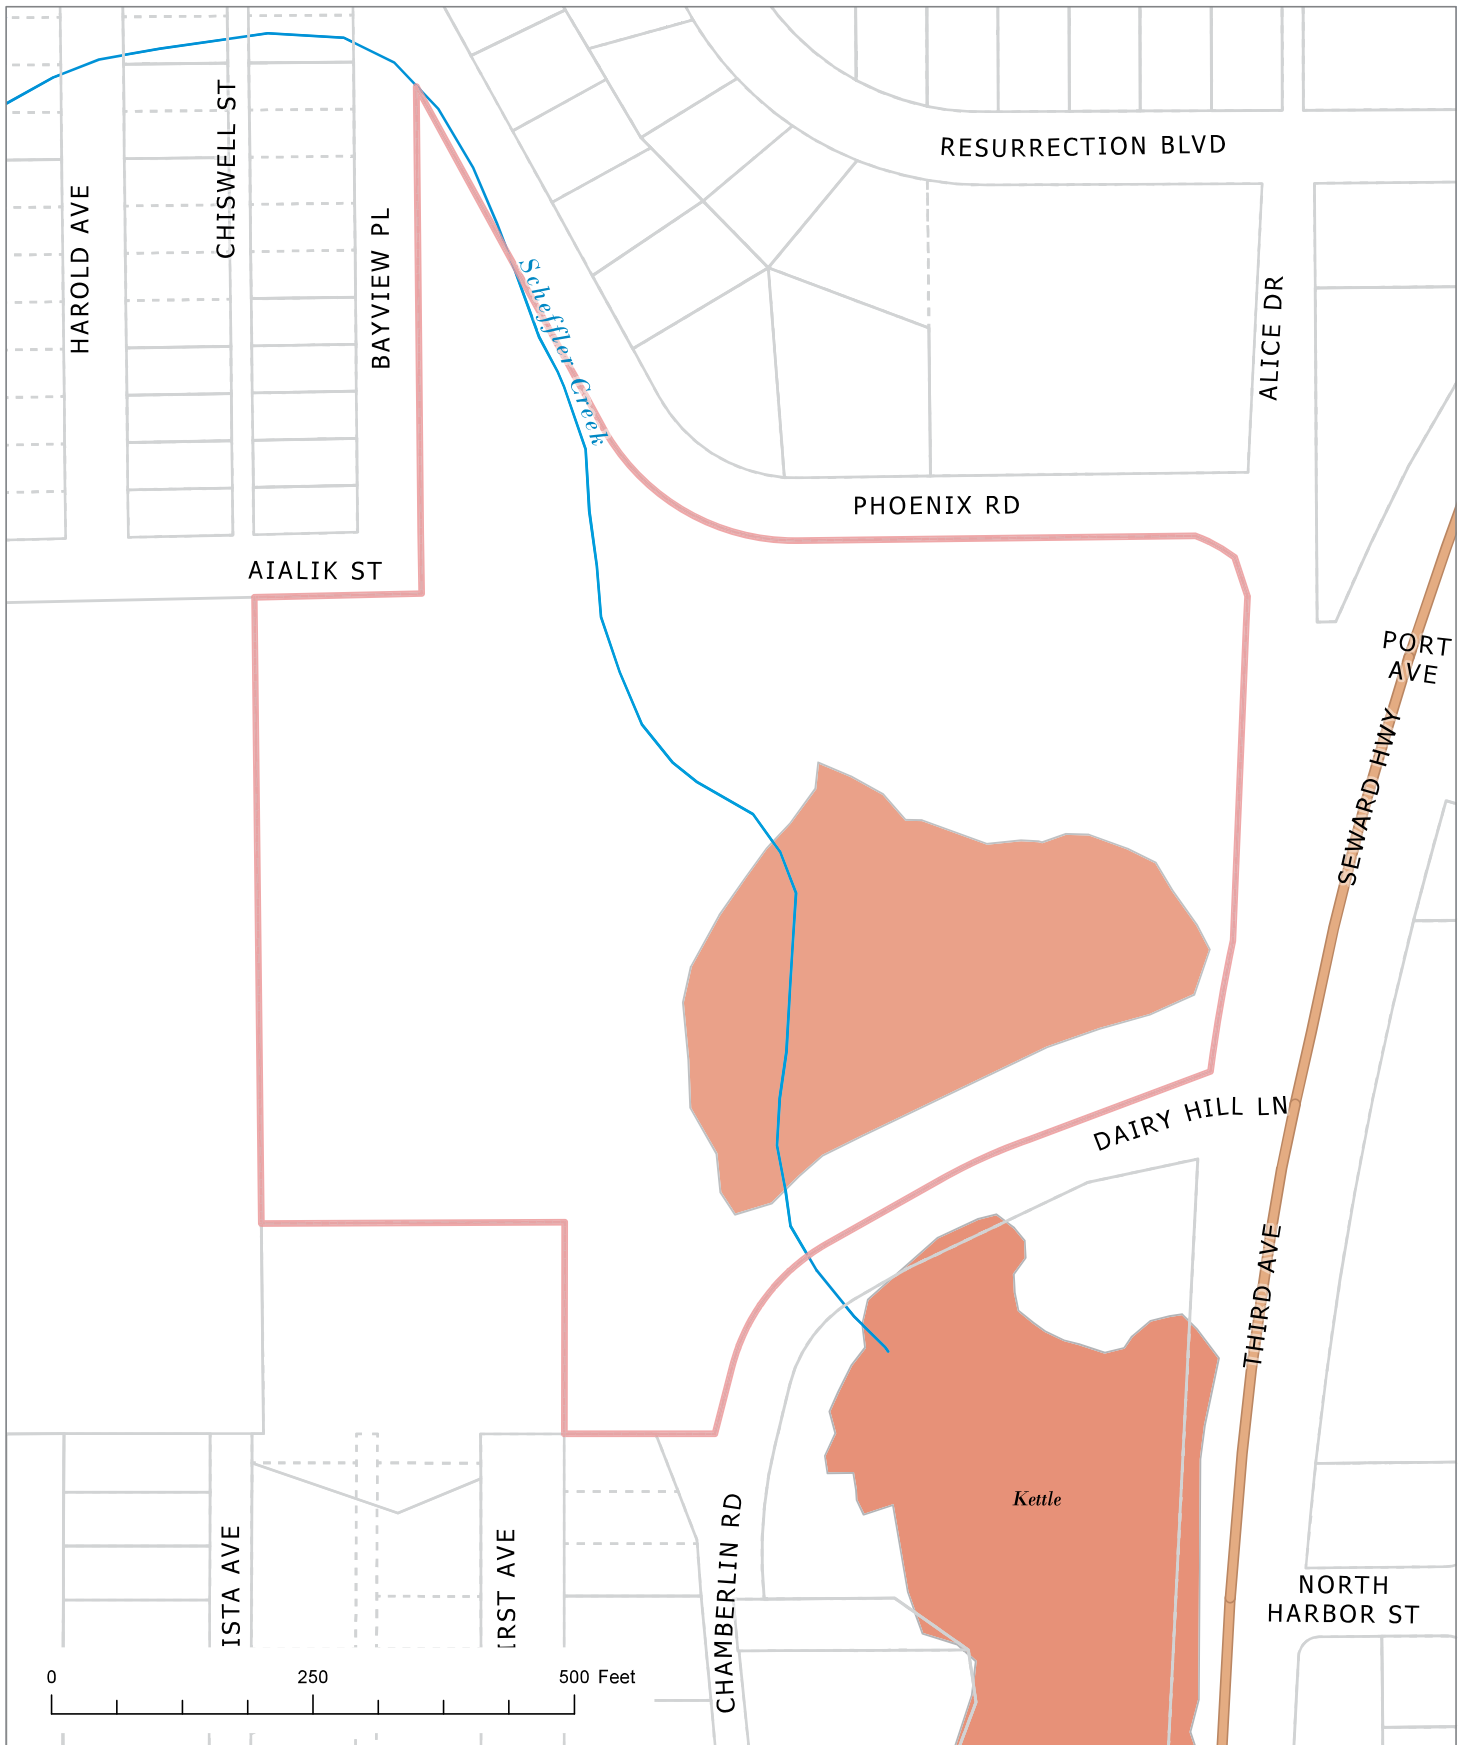 RESURRECTION BLVD
CHISWELL ST
HAROLD AVE
BAYVIEW PL
Scheffler Creek
ALICE DR
PHOENIX RD
AIALIK ST
PORT
AVE
SEWARD HWY
DAIRY HILL LN
THIRD AVE
Kettle
CHAMBERLIN RD
ISTA AVE
IRST AVE
NORTH
HARBOR ST
0 250 500 Feet